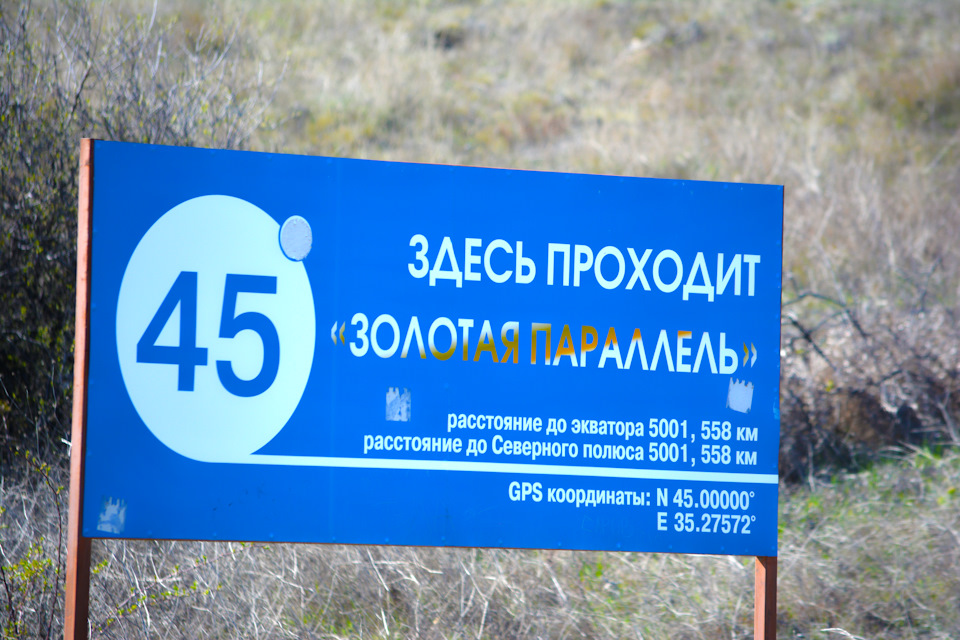 45°
ЗДЕСЬ ПРОХОДИТ
«ЗОЛОТАЯ ПАРАЛЛЕЛЬ»
расстояние до экватора 5001, 558 км
расстояние до Северного полюса 5001, 558 км
GPS координаты: N 45.00000°
E 35.27572°